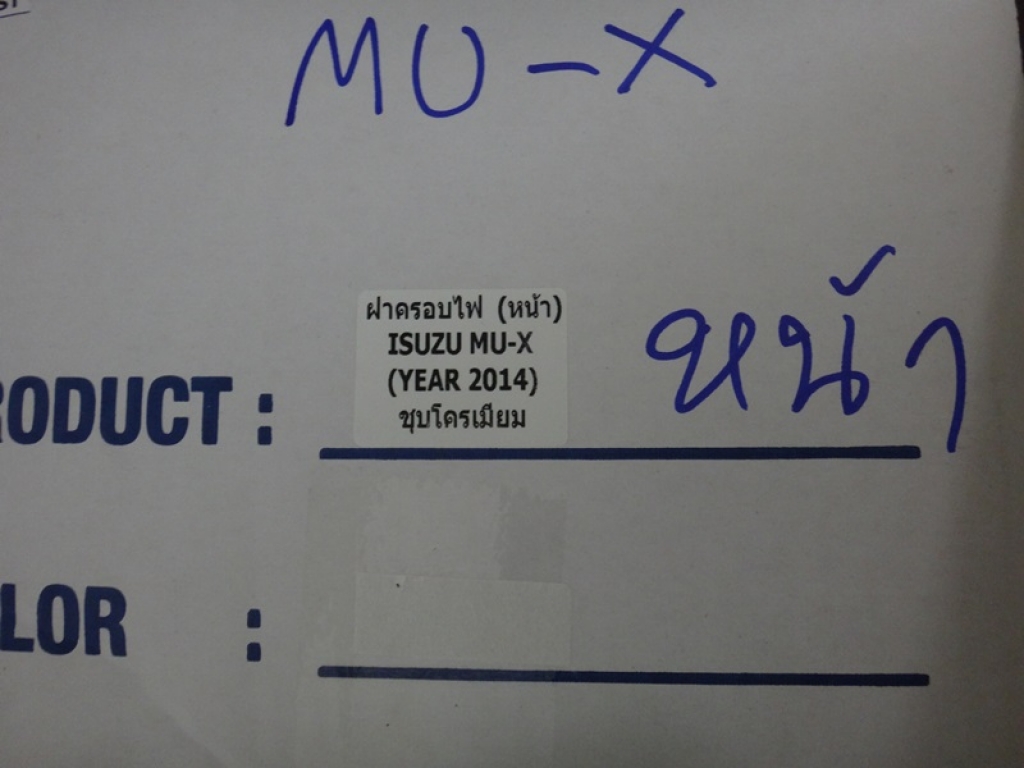 MU-X
ฝาครอบไฟ (หน้า)
ISUZU MU-X
(YEAR 2014)
ชุบโครเมียม
หน้า
RODUCT :
LOR :